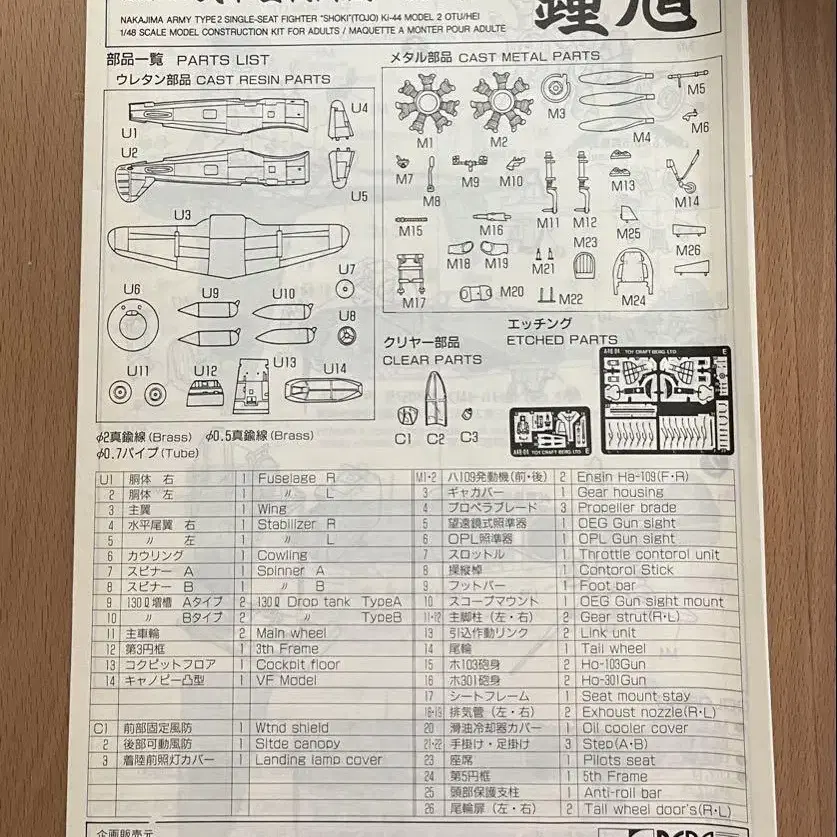 鍾馗
NAKAJIMA ARMY TYPE 2 SINGLE-SEAT FIGHTER "SHOKI"(TOJO) Ki-44 MODEL 2 OTU/HEI
1/48 SCALE MODEL CONSTRUCTION KIT FOR ADULTS / MAQUETTE A MONTER POUR ADULTE
部品一覧 PARTS LIST
ウレタン部品 CAST RESIN PARTS
U1
U4
U2
U5
U3
U7
U6
U9
U10
U8
U11
U12
U13
U14
φ2真鍮線(Brass) φ0.5真鍮線(Brass)
φ0.7パイプ(Tube)
メタル部品 CAST METAL PARTS
M1
M2
M3
M4
M5
M6
M7
M8
M9
M10
M11
M12
M13
M14
M15
M16
M25
M23
M26
M18
M19
M21
M17
M20
M22
M24
クリヤー部品
CLEAR PARTS
C1 C2 C3
エッチング
ETCHED PARTS
A48-04 TOY CRAFT BERG. LTD E
A48-04 TOY CRAFT BERG. LTD E
U1 胴体 右 1 Fuselage R
2 胴体 左 1 〃 L
3 主翼 1 Wing
4 水平尾翼 右 1 Stabilizer R
5 〃 左 1 〃 L
6 カウリング 1 Cowling
7 スピナー A 1 Spinner A
8 スピナー B 1 〃 B
9 130ℓ増槽 Aタイプ 2 130ℓ Drop tank TypeA
10 〃 Bタイプ 2 〃 TypeB
11 主車輪 2 Main wheel
12 第3円框 1 3th Frame
13 コクピットフロア 1 Cockpit floor
14 キャノピー凸型 1 VF Model
C1 前部固定風防 1 Wtnd shield
2 後部可動風防 1 Sltde canopy
3 着陸前照灯カバー 1 Landing lamp cover
M1・2 ハ109発動機(前・後) 2 Engin Ha-109(F・R)
3 ギヤカバー 1 Gear housing
4 プロペラブレード 3 Propeller brade
5 望遠鏡式照準器 1 OEG Gun sight
6 OPL照準器 1 OPL Gun sight
7 スロットル 1 Throttle contorol unit
8 操縦桿 1 Contorol Stick
9 フットバー 1 Foot bar
10 スコープマウント 1 OEG Gun sight mount
11・12 主脚柱(左・右) 2 Gear strut(R・L)
13 引込作動リンク 2 Link unit
14 尾輪 1 Tail wheel
15 ホ103砲身 2 Ho-103Gun
16 ホ301砲身 2 Ho-301Gun
17 シートフレーム 1 Seat mount stay
18・19 排気管(左・右) 2 Exhoust nozzle(R・L)
20 滑油冷却器カバー 1 Oil cooler cover
21・22 手掛け・足掛け 3 Step(A・B)
23 座席 1 Pilots seat
24 第5円框 1 5th Frame
25 頭部保護支柱 1 Anti-roll bar
26 尾輪扉(左・右) 2 Tail wheel door's(R・L)
企画販売元